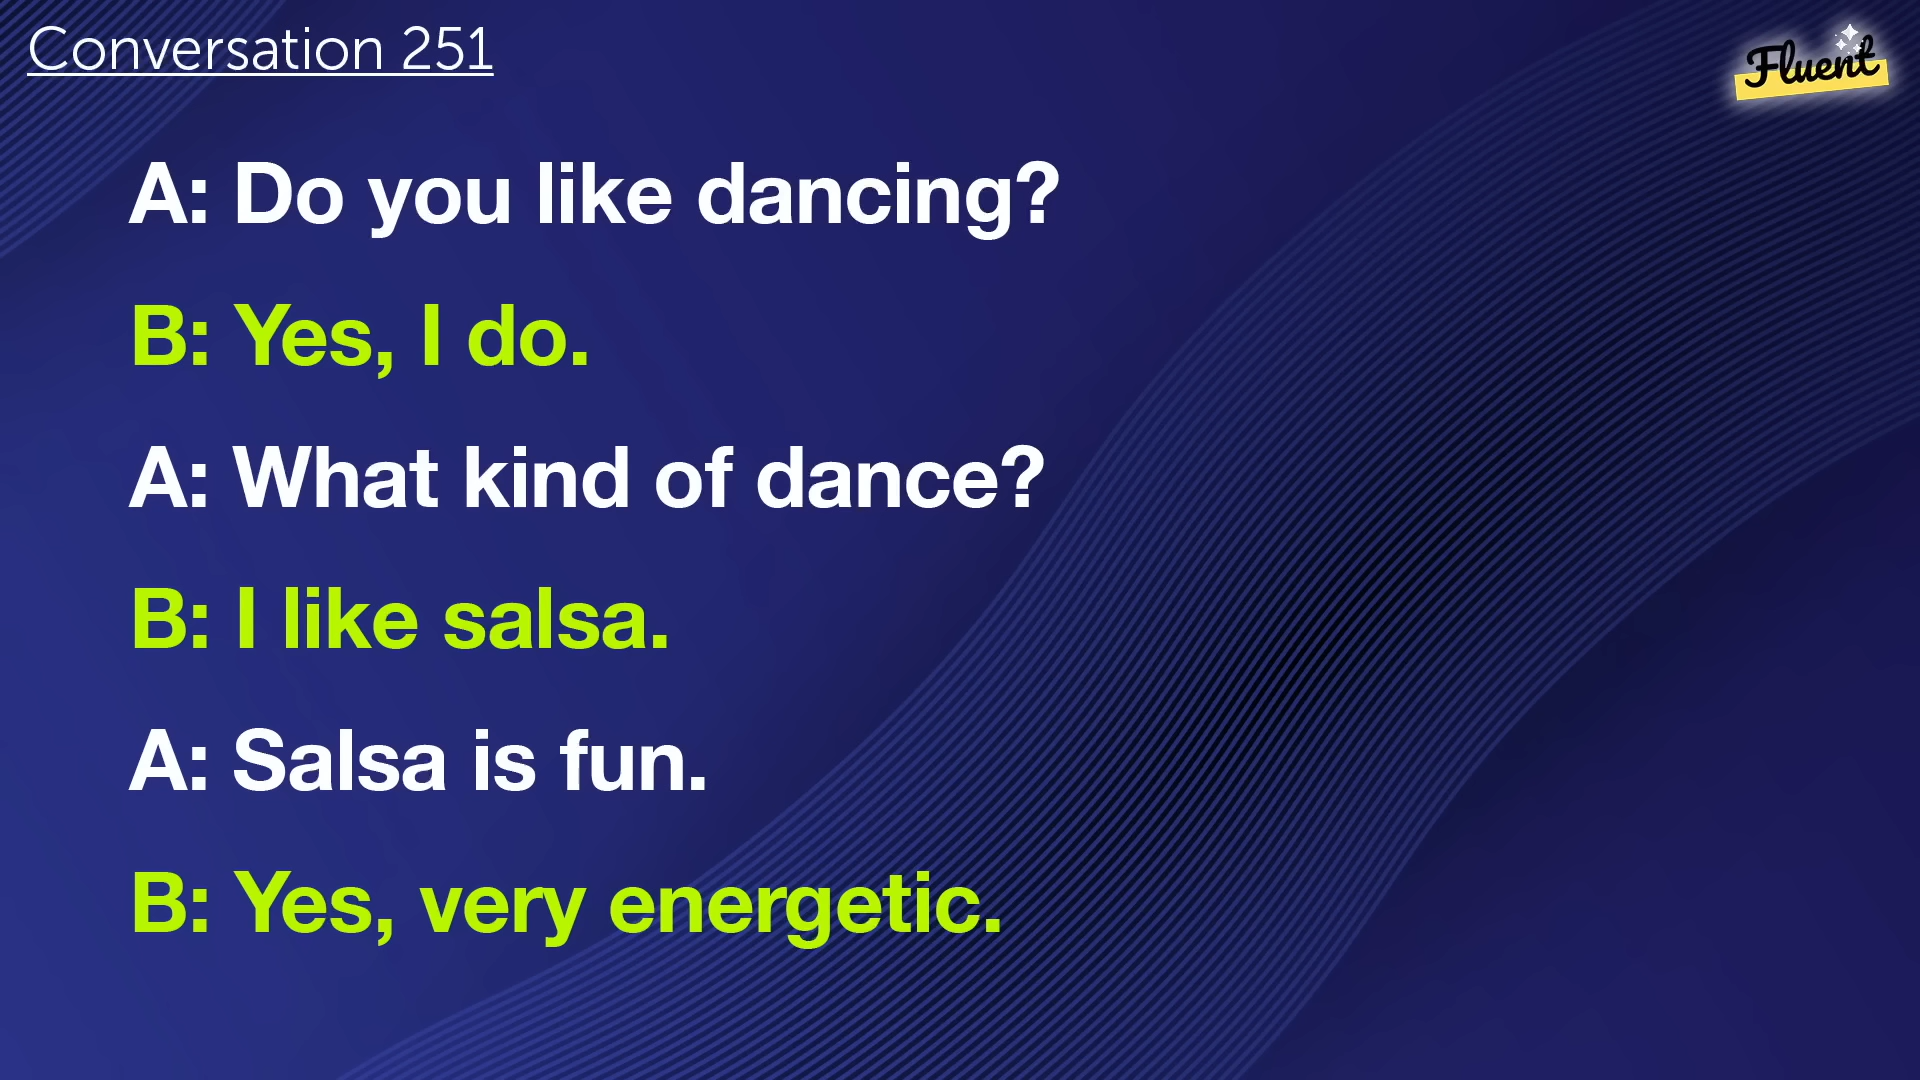 Conversation 251
Fluent
A: Do you like dancing?
B: Yes, I do.
A: What kind of dance?
B: I like salsa.
A: Salsa is fun.
B: Yes, very energetic.